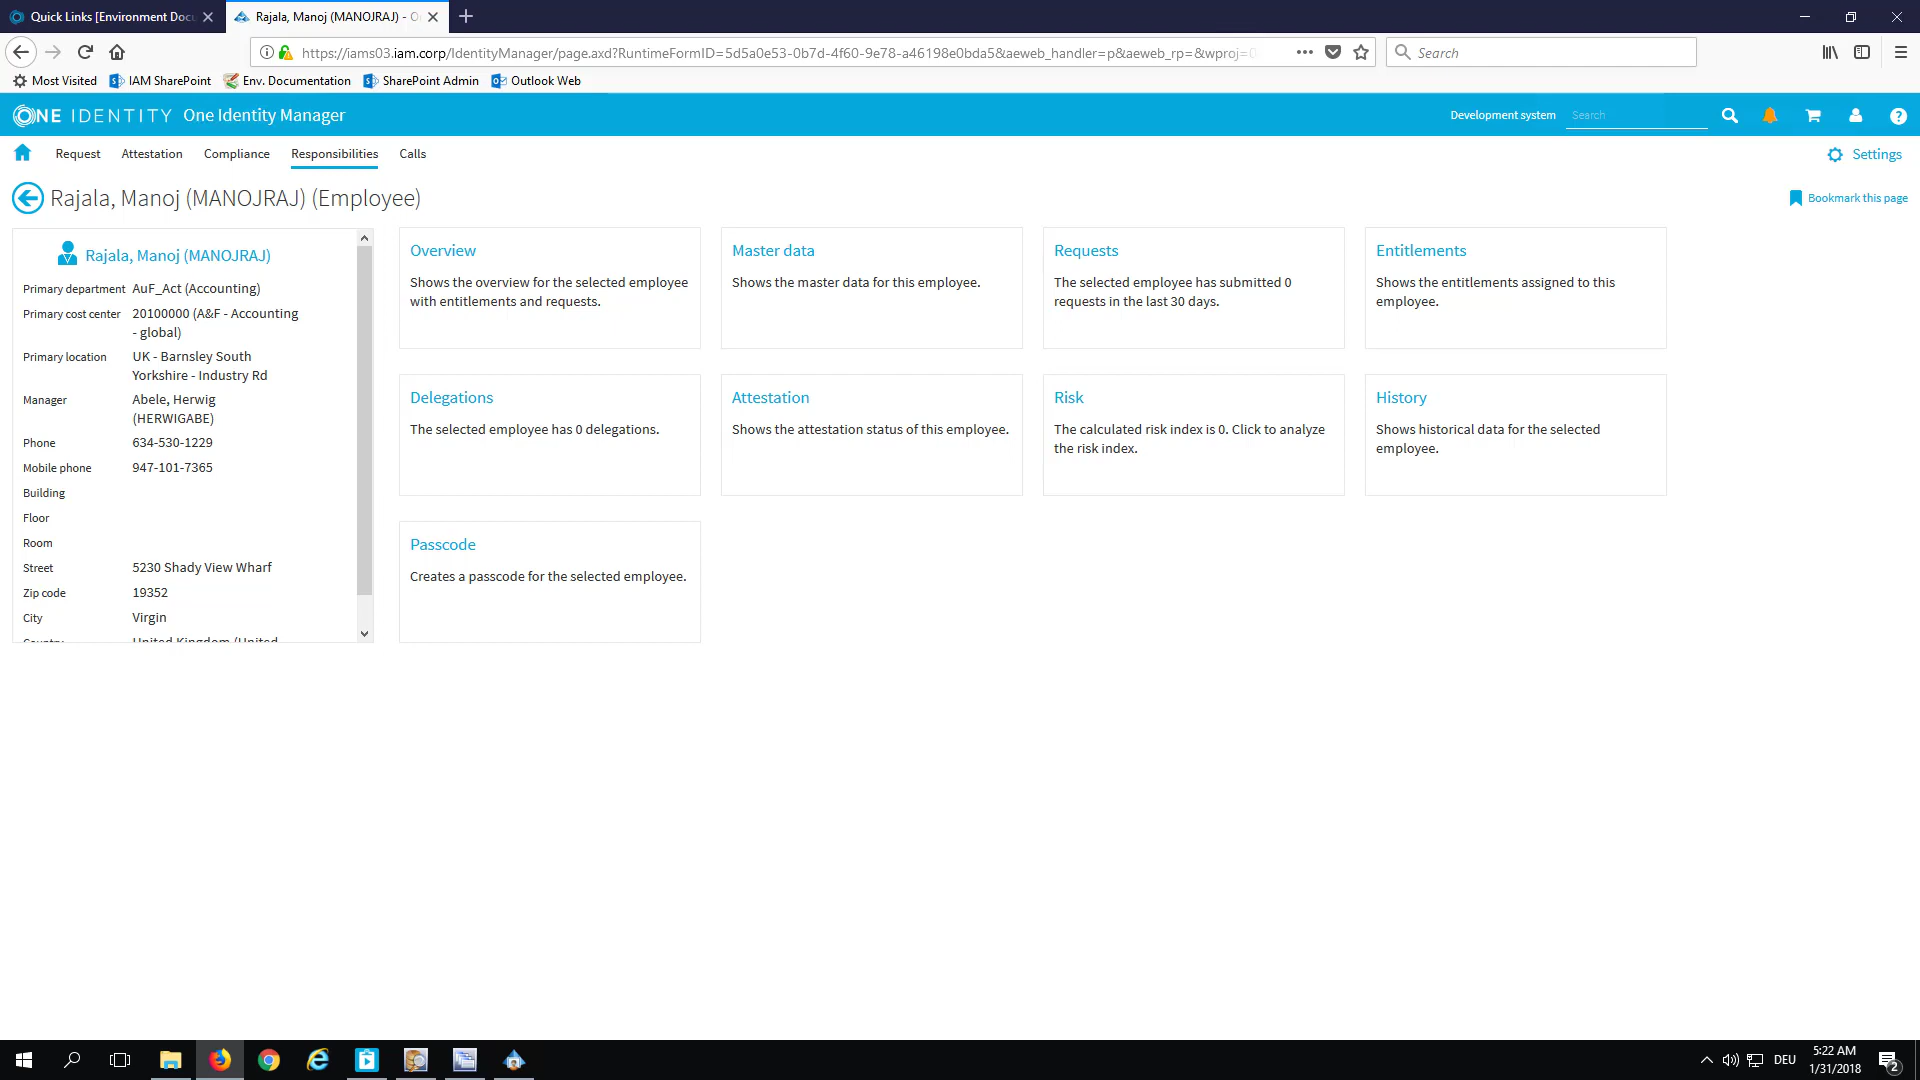 Quick Links [Environment Docu
Rajala, Manoj (MANOJRAJ) - O
https://iams03.iam.corp/IdentityManager/page.axd?RuntimeFormID=5d5a0e53-0b7d-4f60-9e78-a46198e0bda5&aeweb_handler=p&aeweb_rp=&wproj=0
Search
Most Visited
IAM SharePoint
Env. Documentation
SharePoint Admin
Outlook Web
ONE IDENTITY One Identity Manager
Development system
Search
Request
Attestation
Compliance
Responsibilities
Calls
Settings
Rajala, Manoj (MANOJRAJ) (Employee)
Bookmark this page
Rajala, Manoj (MANOJRAJ)
Primary department AuF_Act (Accounting)
Primary cost center 20100000 (A&F - Accounting
- global)
Primary location UK - Barnsley South
Yorkshire - Industry Rd
Manager Abele, Herwig
(HERWIGABE)
Phone 634-530-1229
Mobile phone 947-101-7365
Building
Floor
Room
Street 5230 Shady View Wharf
Zip code 19352
City Virgin
Country United Kingdom (United
Overview
Shows the overview for the selected employee
with entitlements and requests.
Master data
Shows the master data for this employee.
Requests
The selected employee has submitted 0
requests in the last 30 days.
Entitlements
Shows the entitlements assigned to this
employee.
Delegations
The selected employee has 0 delegations.
Attestation
Shows the attestation status of this employee.
Risk
The calculated risk index is 0. Click to analyze
the risk index.
History
Shows historical data for the selected
employee.
Passcode
Creates a passcode for the selected employee.
DEU
5:22 AM
1/31/2018
2